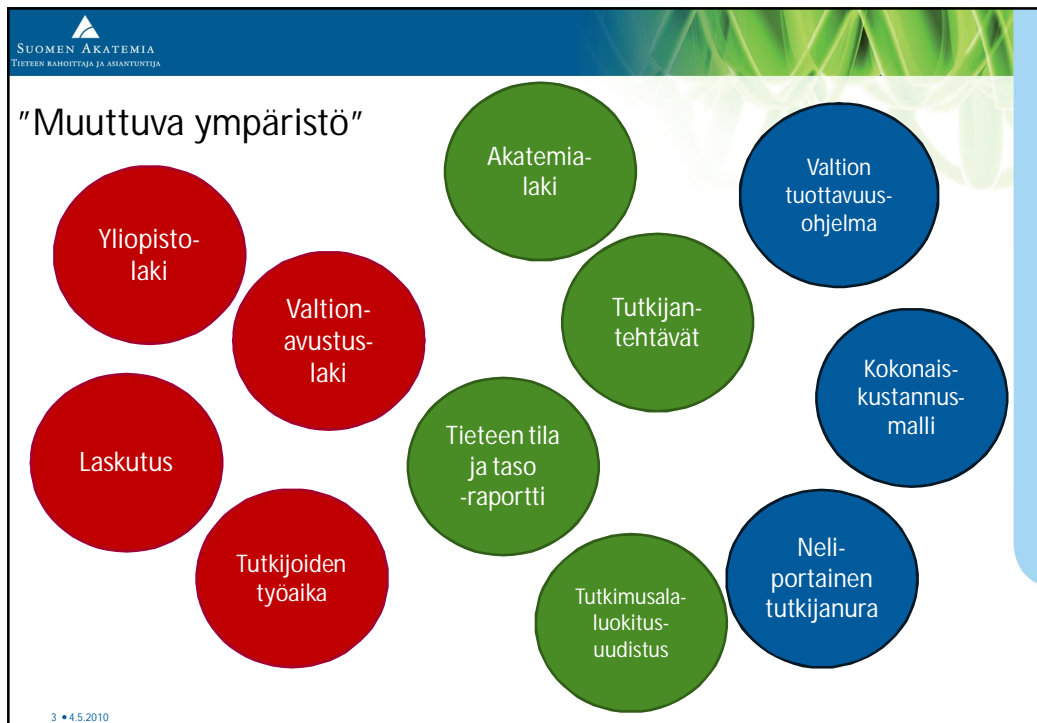 SUOMEN AKATEMIA
TIETEEN RAHOITTAJA JA ASIANTUNTIJA
"Muuttuva ympäristö"
Yliopisto-
laki
Valtion-
avustus-
laki
Laskutus
Tutkijoiden
työaika
Akatemia-
laki
Tutkijan-
tehtävät
Tieteen tila
ja taso
-raportti
Tutkimusala-
luokitus-
uudistus
Valtion
tuottavuus-
ohjelma
Kokonais-
kustannus-
malli
Neli-
portainen
tutkijanura
3 • 4.5.2010